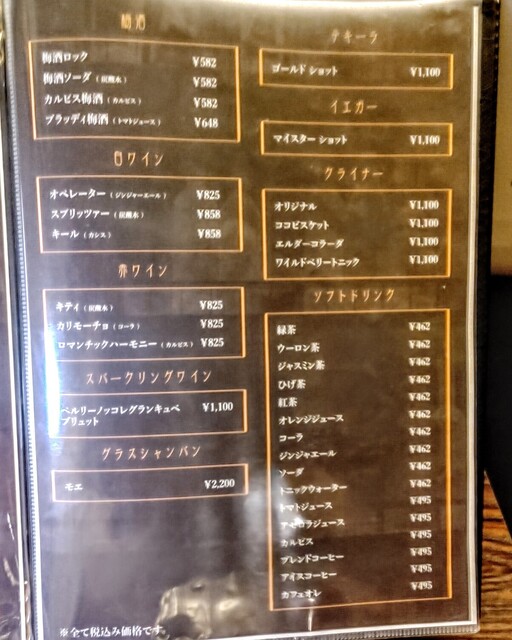 梅酒
梅酒ロック ¥582
梅酒ソーダ（炭酸水） ¥582
カルピス梅酒（カルピス） ¥582
ブラッディ梅酒（トマトジュース） ¥648
白ワイン
オペレーター（ジンジャーエール） ¥825
スプリッツァー（炭酸水） ¥858
キール（カシス） ¥858
赤ワイン
キティ（炭酸水） ¥825
カリモーチョ（コーラ） ¥825
ロマンチックハーモニー（カルピス） ¥825
スパークリングワイン
ベルリーノッコレグランキュベ ¥1,100
ブリュット
グラスシャンパン
モエ ¥2,200
※全て税込み価格です
テキーラ
ゴールド ショット ¥1,100
イエガー
マイスター ショット ¥1,100
クライナー
オリジナル ¥1,100
ココビスケット ¥1,100
エルダーコラーダ ¥1,100
ワイルドベリートニック ¥1,100
ソフトドリンク
緑茶 ¥462
ウーロン茶 ¥462
ジャスミン茶 ¥462
ひげ茶 ¥462
紅茶 ¥462
オレンジジュース ¥462
コーラ ¥462
ジンジャエール ¥462
ソーダ ¥462
トニックウォーター ¥462
トマトジュース ¥495
アセロラジュース ¥495
カルピス ¥495
ブレンドコーヒー ¥495
アイスコーヒー ¥495
カフェオレ ¥495